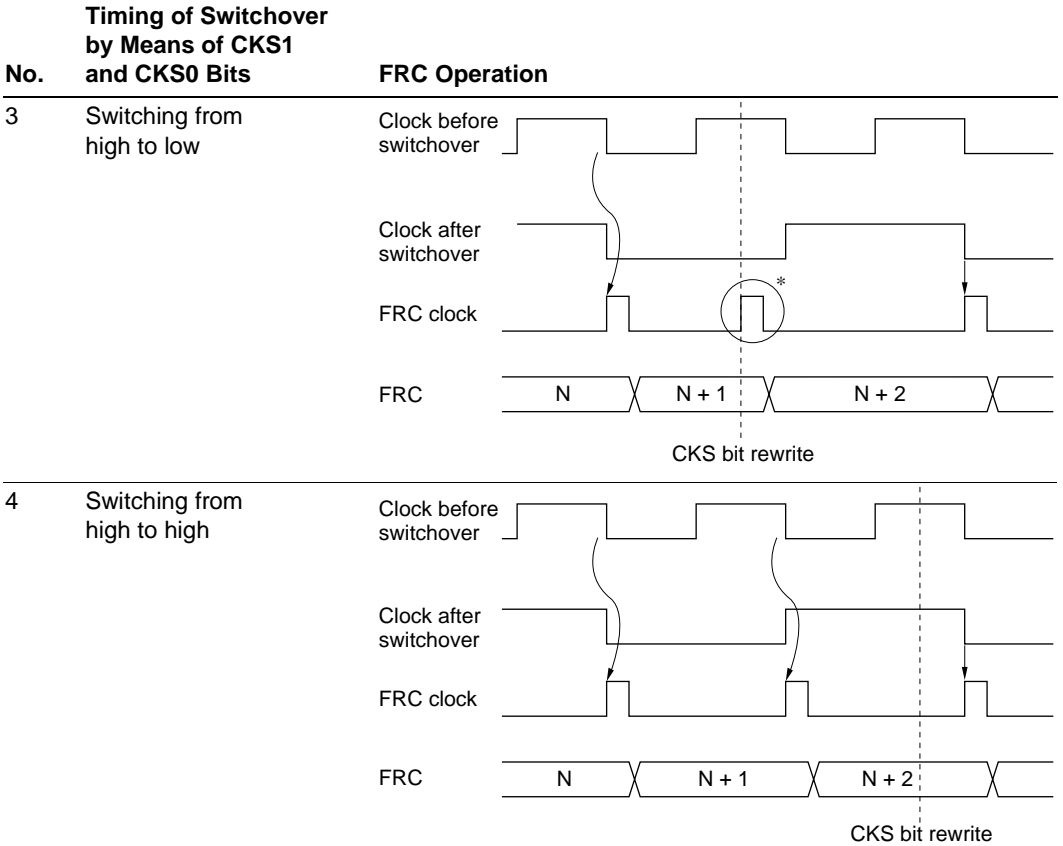 Timing of Switchover
by Means of CKS1
No. and CKS0 Bits FRC Operation
3 Switching from
high to low
Clock before
switchover
Clock after
switchover
*
FRC clock
FRC N N + 1 N + 2
CKS bit rewrite
4 Switching from
high to high
Clock before
switchover
Clock after
switchover
FRC clock
FRC N N + 1 N + 2
CKS bit rewrite